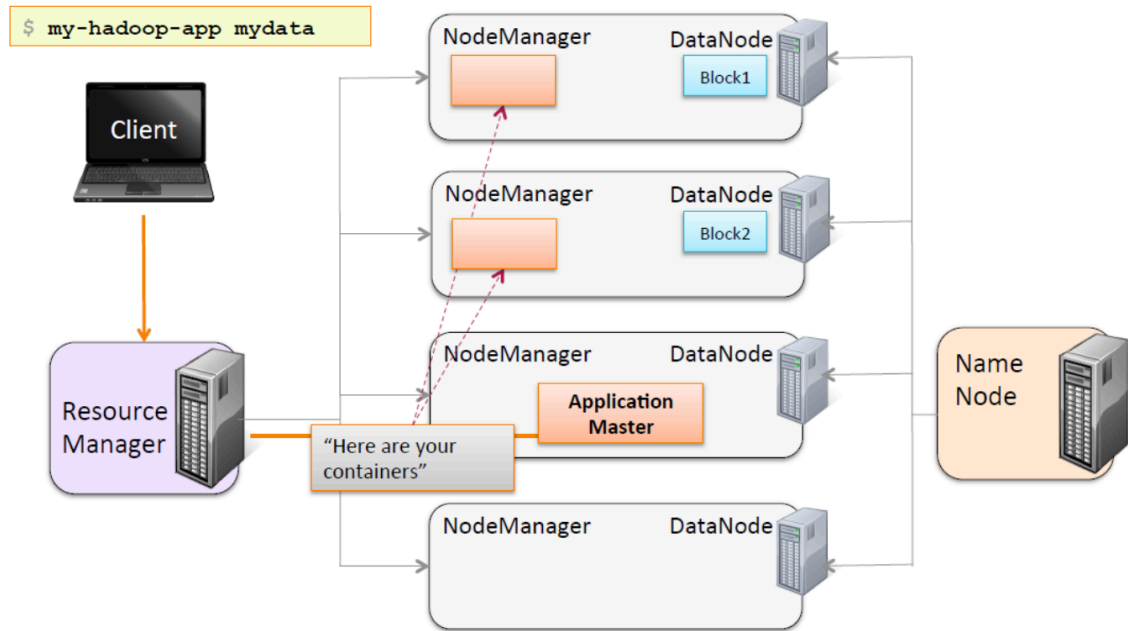 $ my-hadoop-app mydata
Client
Resource
Manager
“Here are your
containers”
NodeManager
DataNode
Block1
NodeManager
DataNode
Block2
NodeManager
DataNode
Application
Master
NodeManager
DataNode
Name
Node